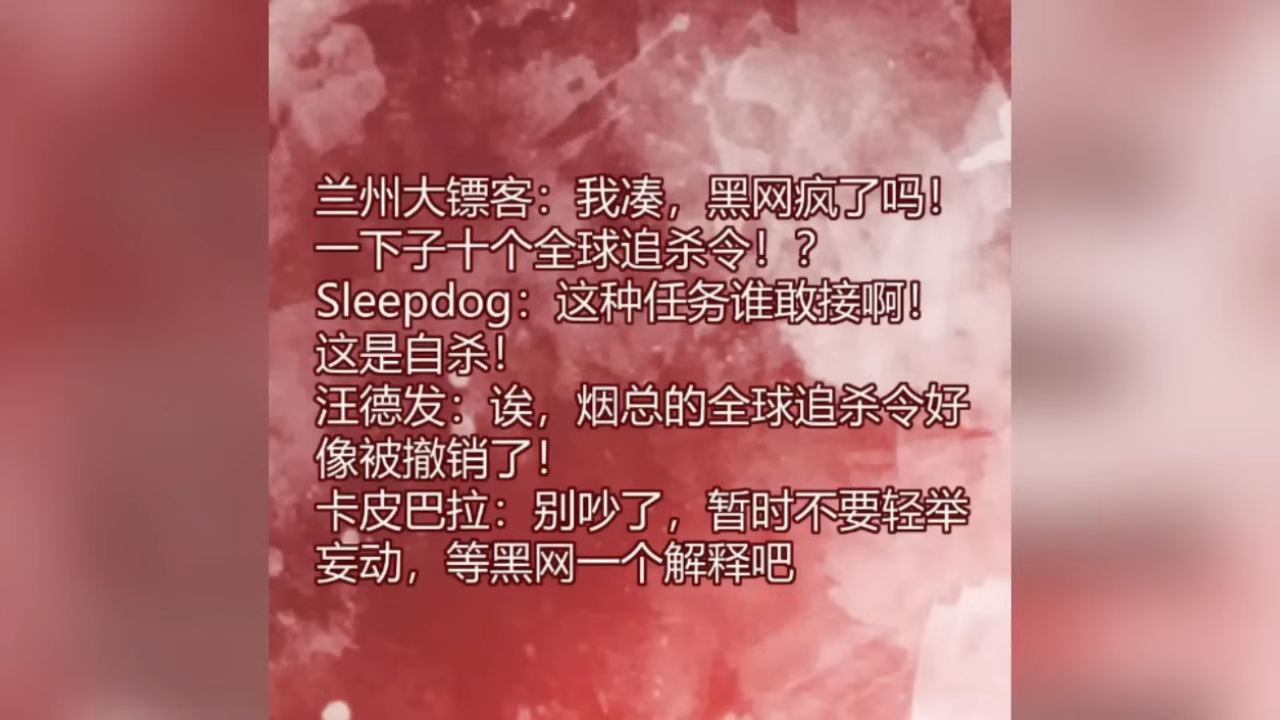 兰州大镖客：我凑，黑网疯了吗！
一下子十个全球追杀令！？
Sleepdog：这种任务谁敢接啊！
这是自杀！
汪德发：诶，烟总的全球追杀令好
像被撤销了！
卡皮巴拉：别吵了，暂时不要轻举
妄动，等黑网一个解释吧